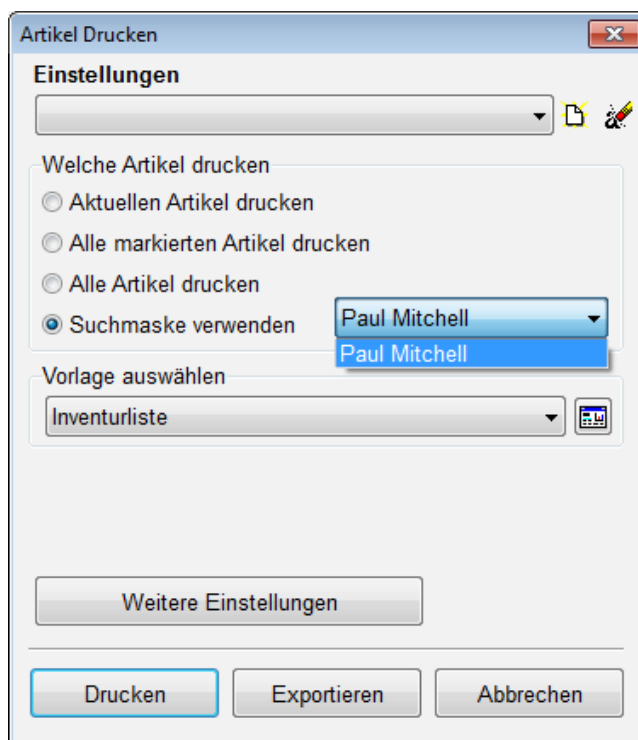 Artikel Drucken
Einstellungen
Welche Artikel drucken
Aktuellen Artikel drucken
Alle markierten Artikel drucken
Alle Artikel drucken
Suchmaske verwenden Paul Mitchell
Paul Mitchell
Vorlage auswählen
Inventurliste
Weitere Einstellungen
Drucken Exportieren Abbrechen